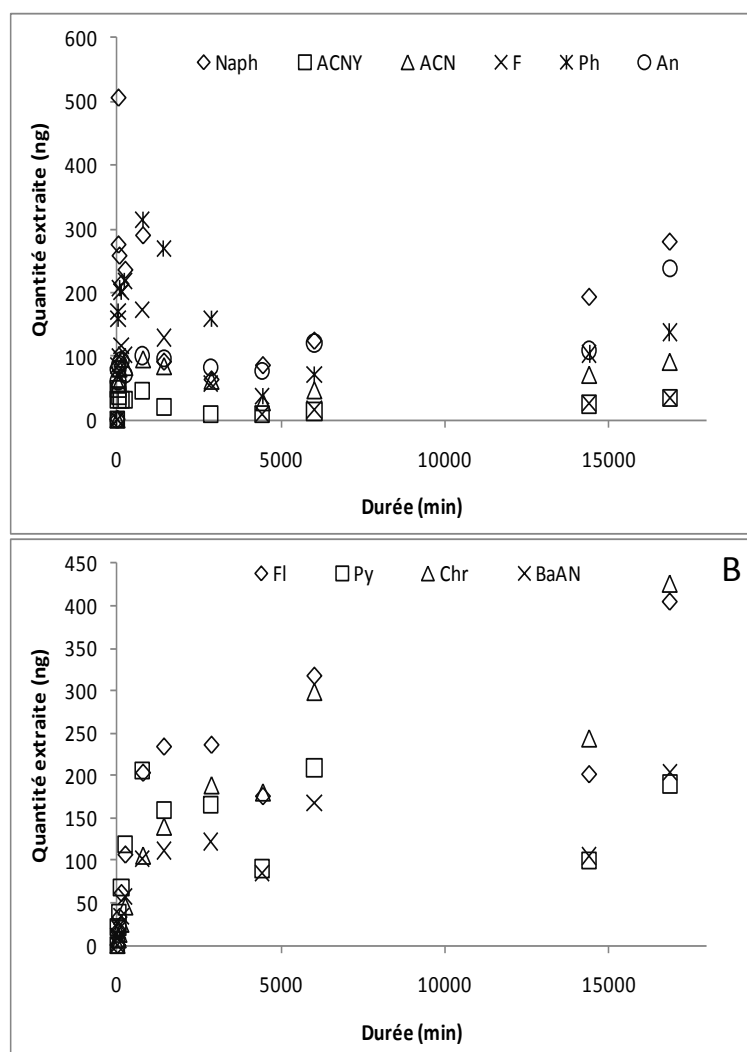 600
Naph ACNY ACN F Ph An
500
400
300
200
100
0
Quantité extraite (ng)
0 5000 10000 15000
Durée (min)
B
450
Fl Py Chr BaAN
400
350
300
250
200
150
100
50
0
Quantité extraite (ng)
0 5000 10000 15000
Durée (min)